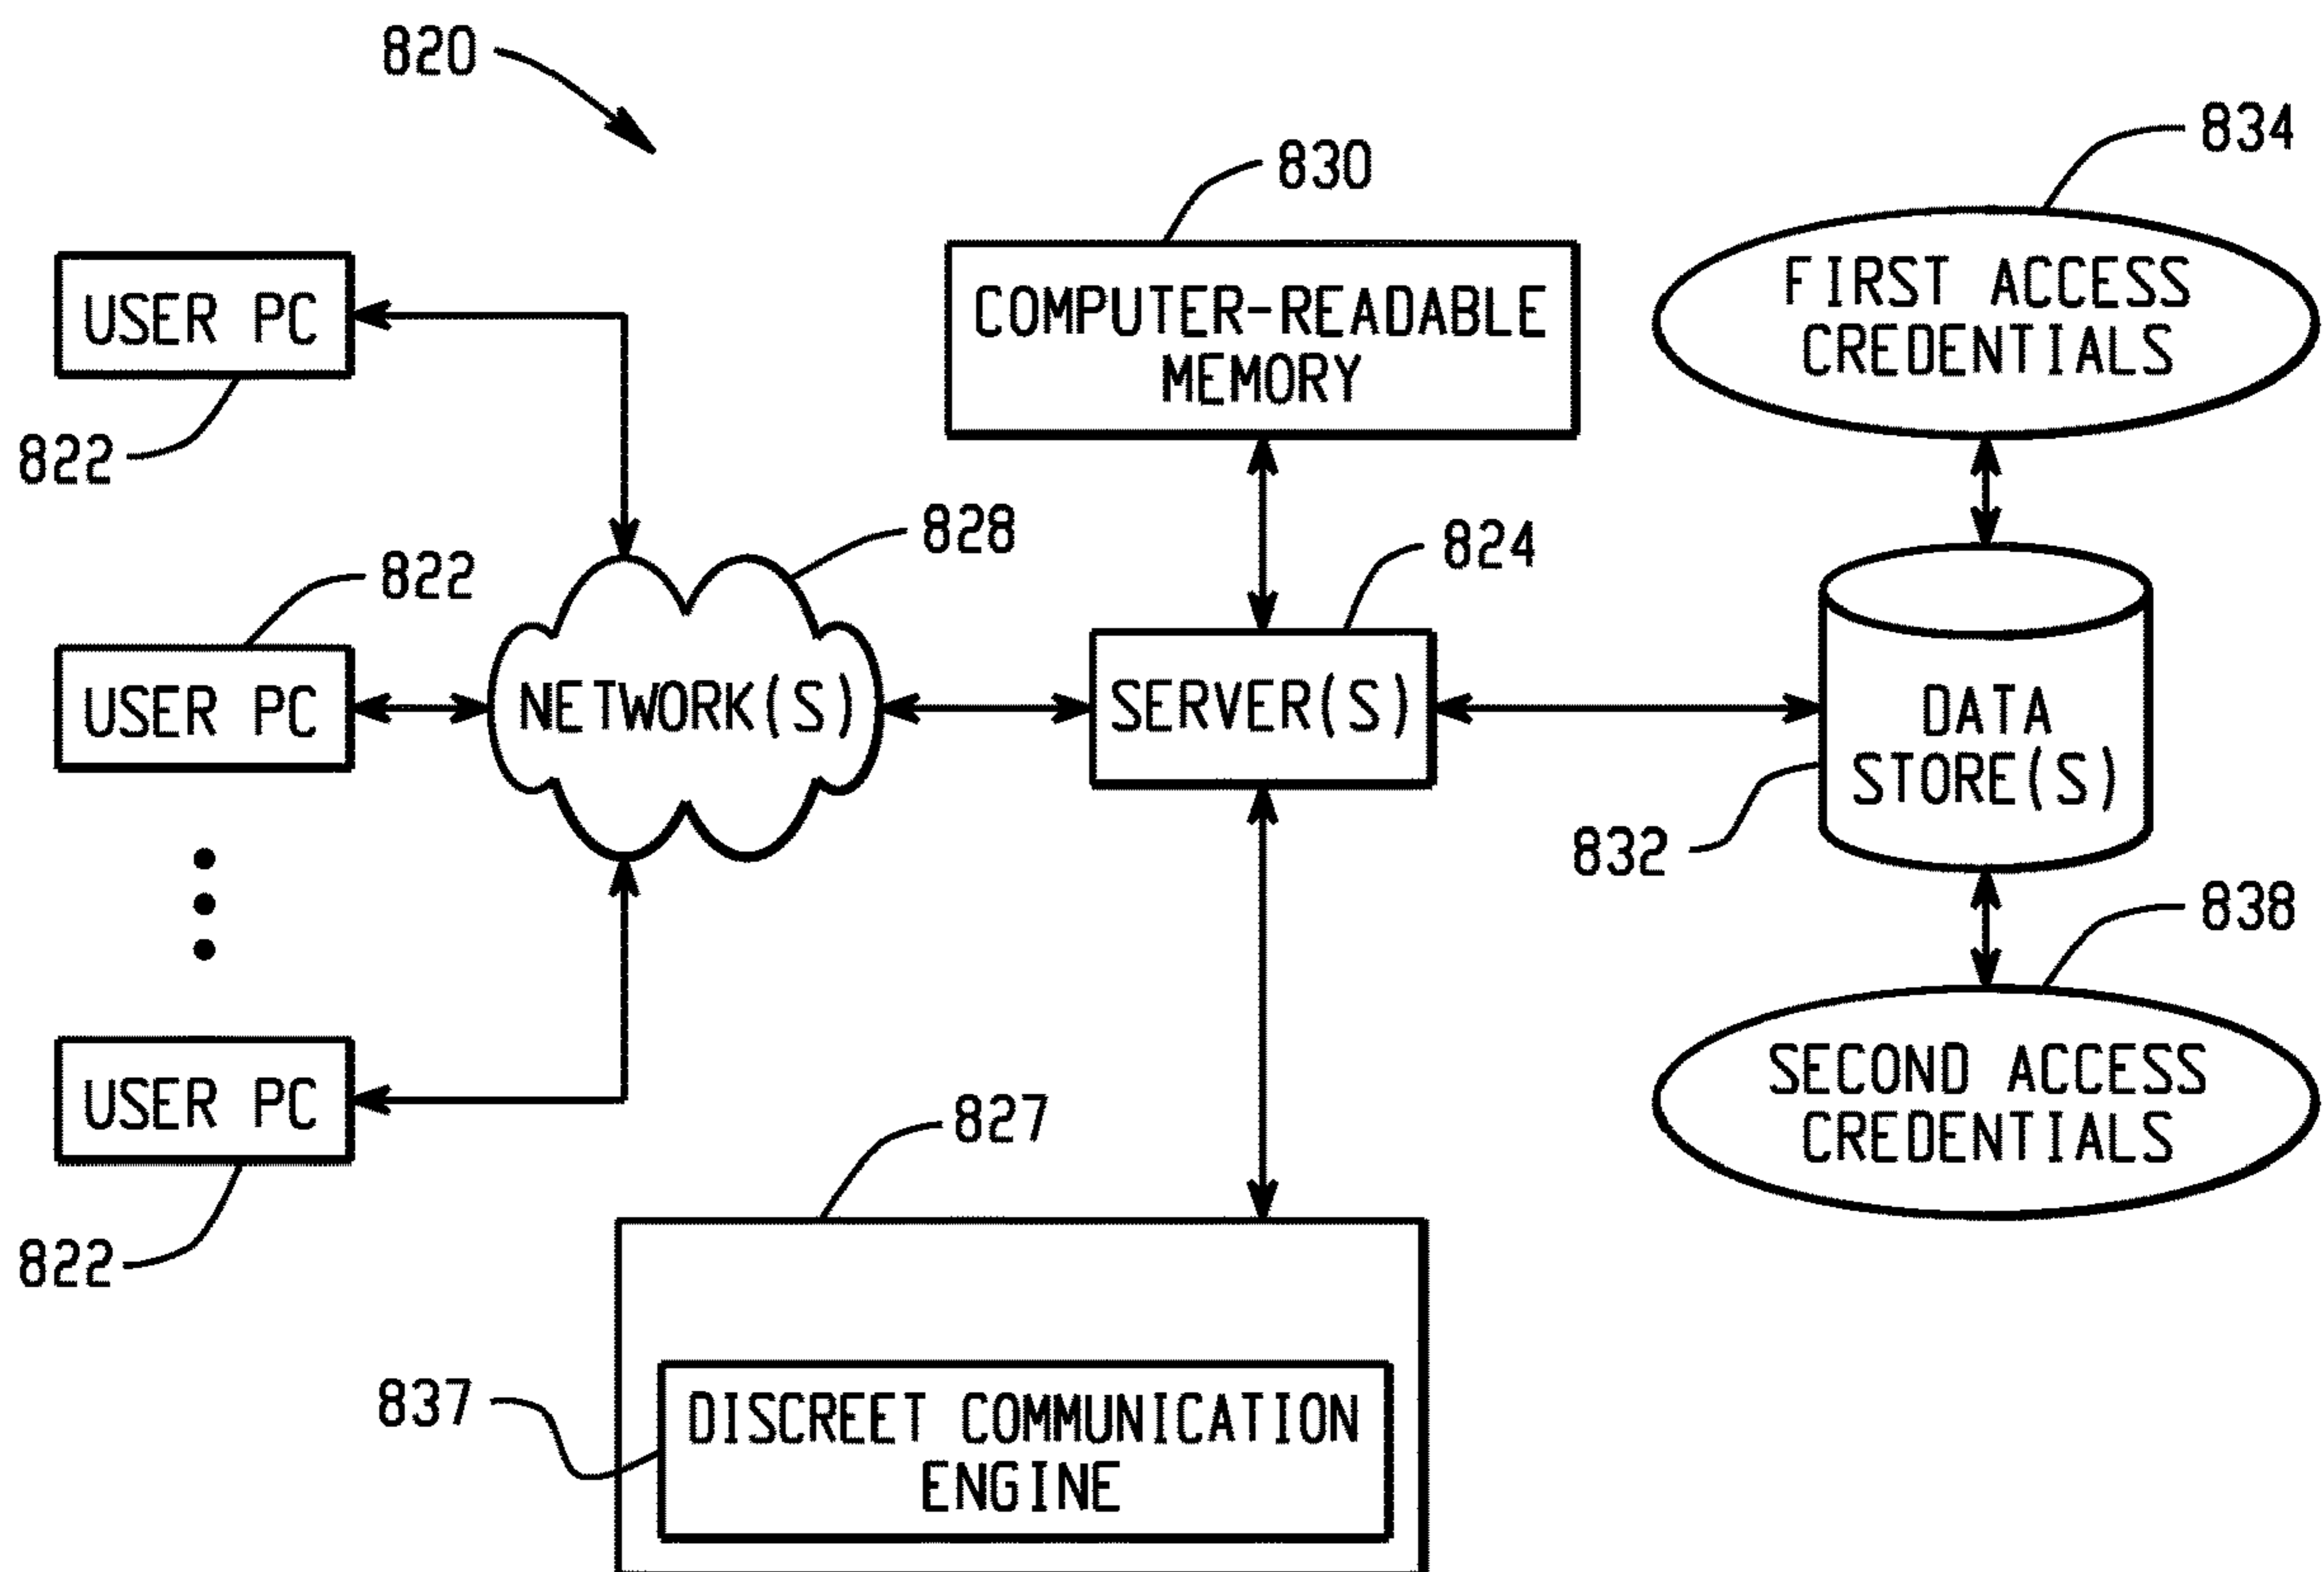 820
834
830
USER PC
COMPUTER-READABLE
MEMORY
FIRST ACCESS
CREDENTIALS
822
828
824
822
USER PC
NETWORK(S)
SERVER(S)
DATA
STORE(S)
832
838
USER PC
SECOND ACCESS
CREDENTIALS
827
822
837
DISCREET COMMUNICATION
ENGINE